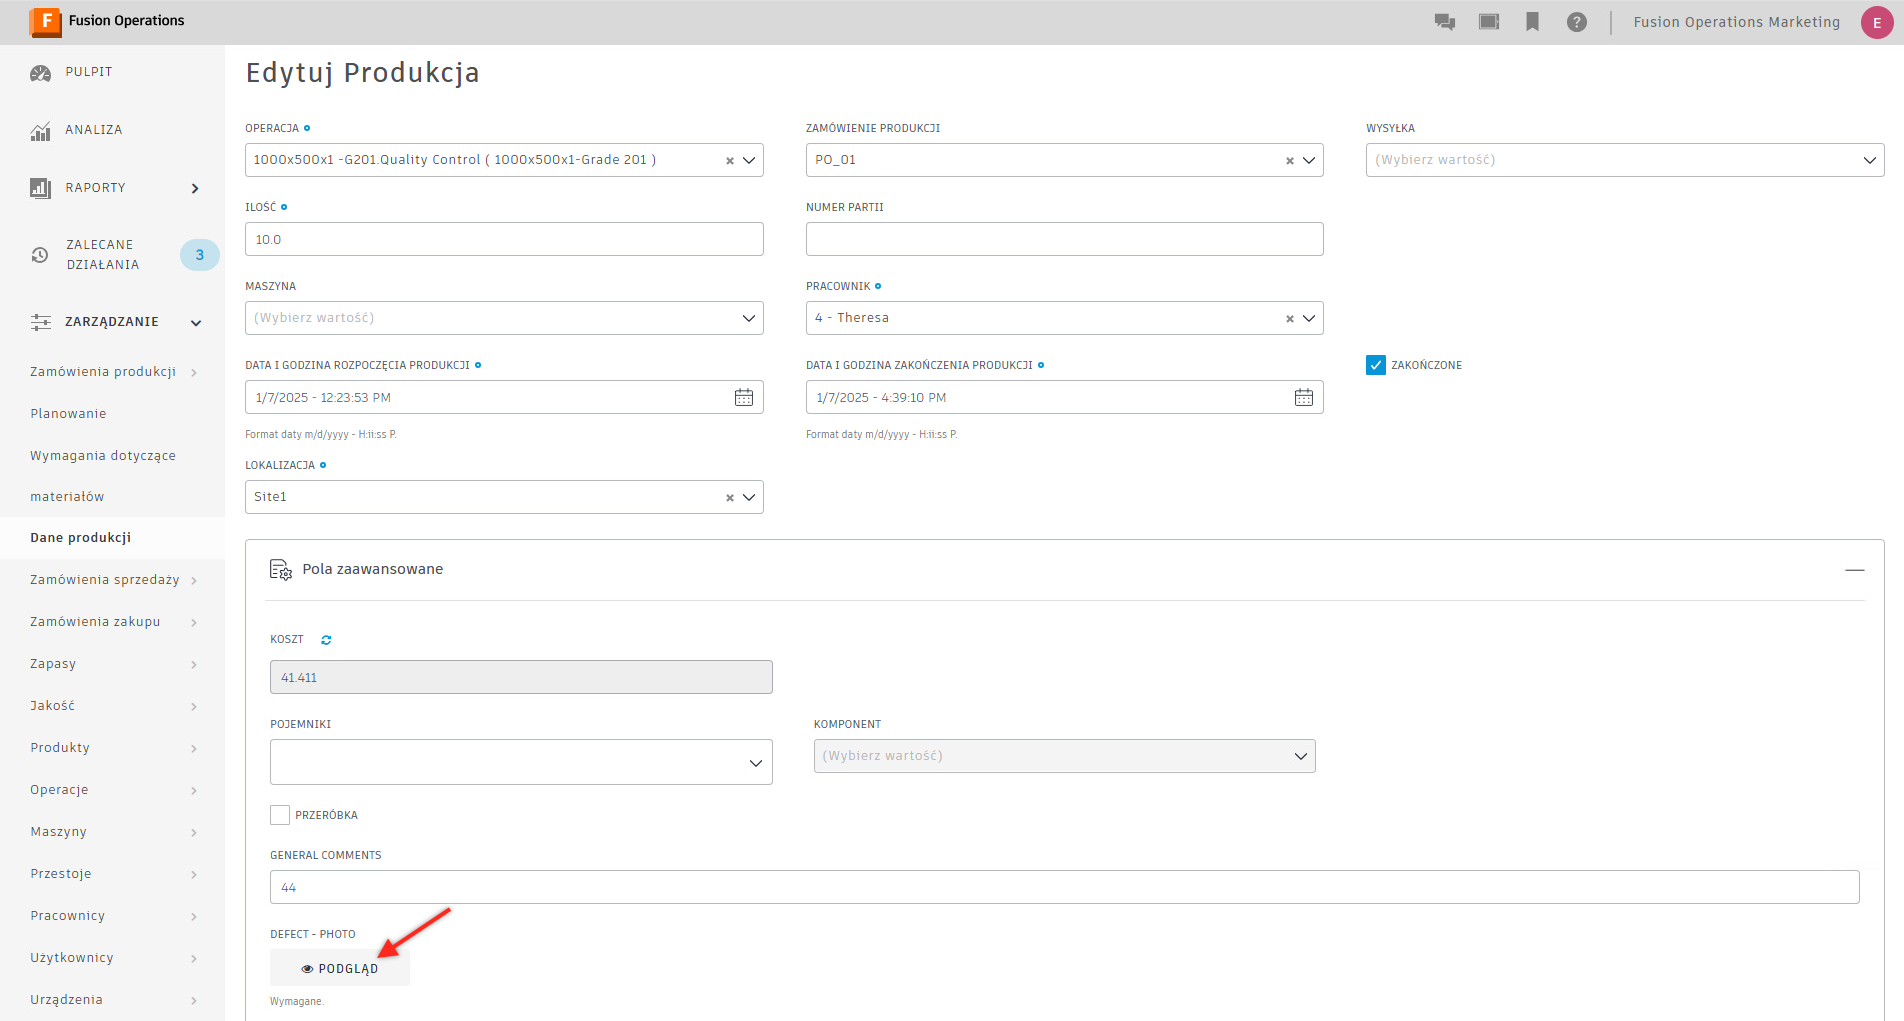 F Fusion Operations
Fusion Operations Marketing
E
PULPIT
ANALIZA
RAPORTY
ZALECANE
DZIAŁANIA
3
ZARZĄDZANIE
Zamówienia produkcji
Planowanie
Wymagania dotyczące
materiałów
Dane produkcji
Zamówienia sprzedaży
Zamówienia zakupu
Zapasy
Jakość
Produkty
Operacje
Maszyny
Przestoje
Pracownicy
Użytkownicy
Urządzenia
Edytuj Produkcja
OPERACJA
1000x500x1 -G201.Quality Control ( 1000x500x1-Grade 201 )
ZAMÓWIENIE PRODUKCJI
PO_01
WYSYŁKA
(Wybierz wartość)
ILOŚĆ
10.0
NUMER PARTII
MASZYNA
(Wybierz wartość)
PRACOWNIK
4 - Theresa
DATA I GODZINA ROZPOCZĘCIA PRODUKCJI
1/7/2025 - 12:23:53 PM
Format daty m/d/yyyy - H:ii:ss P.
DATA I GODZINA ZAKOŃCZENIA PRODUKCJI
1/7/2025 - 4:39:10 PM
Format daty m/d/yyyy - H:ii:ss P.
ZAKOŃCZONE
LOKALIZACJA
Site1
Pola zaawansowane
KOSZT
41.411
POJEMNIKI
KOMPONENT
(Wybierz wartość)
PRZERÓBKA
GENERAL COMMENTS
44
DEFECT - PHOTO
PODGLĄD
Wymagane.